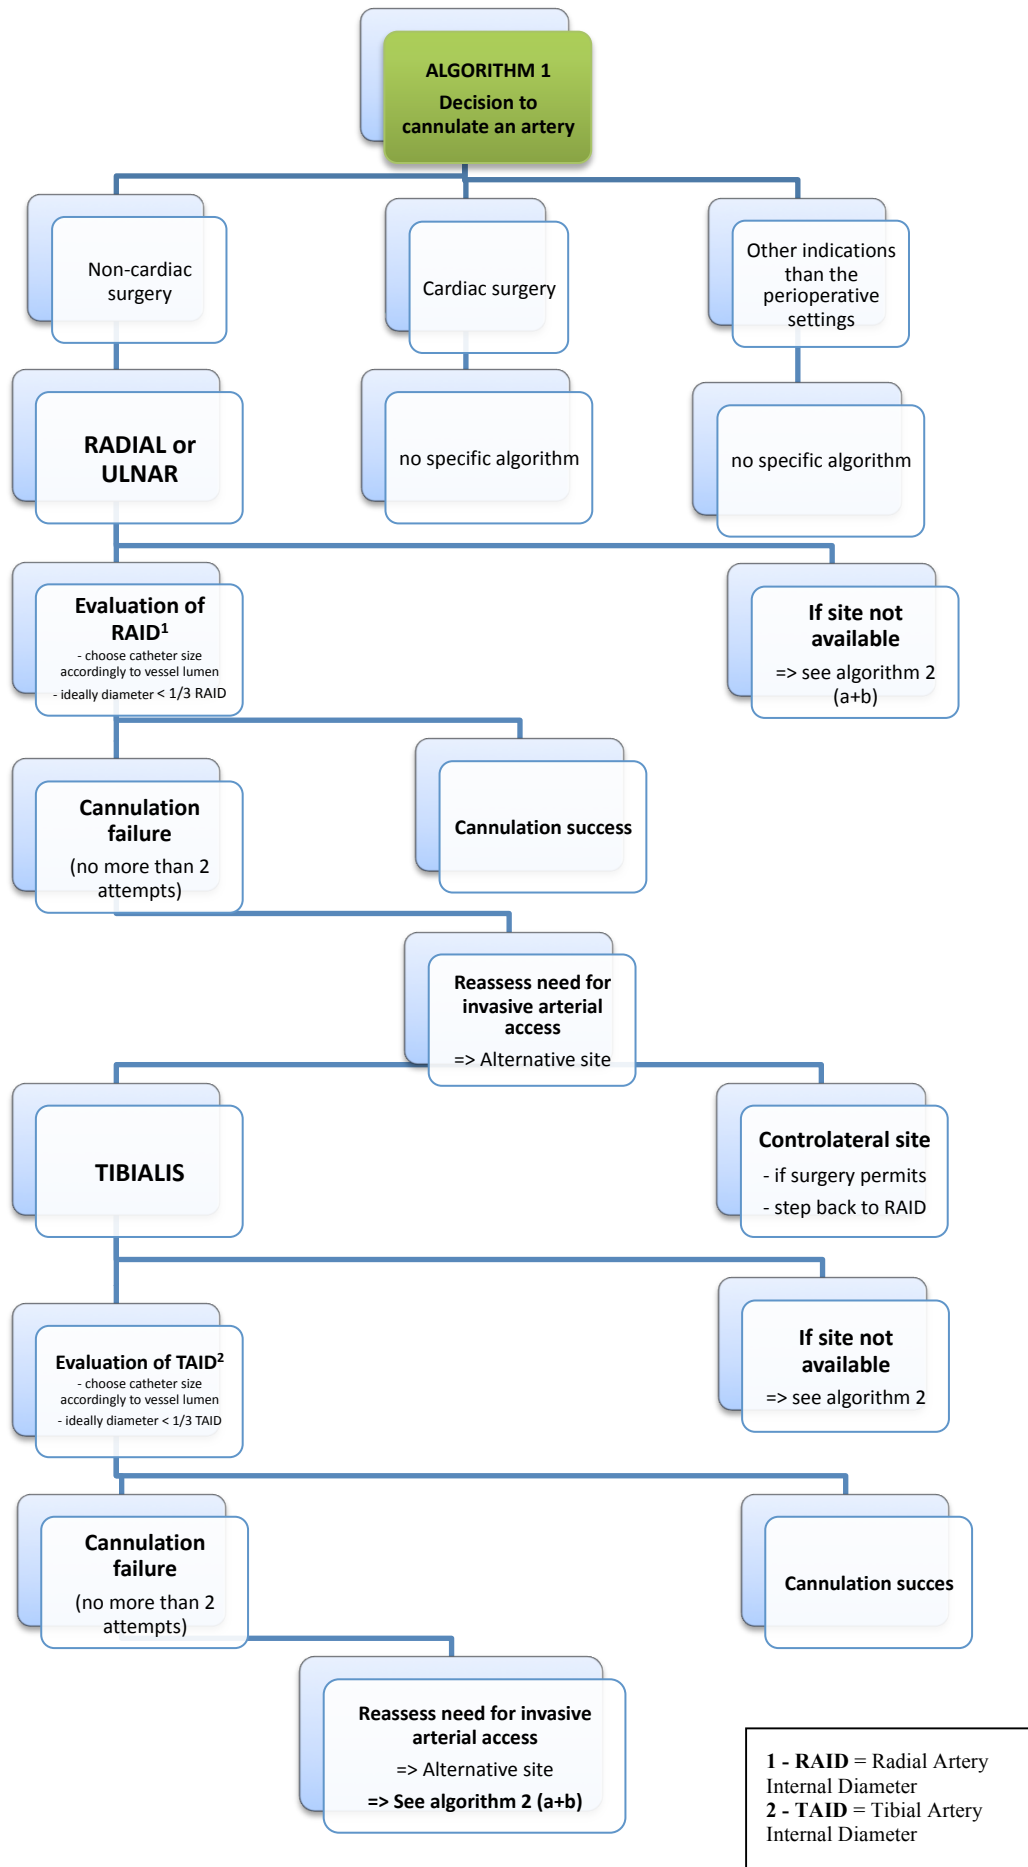 ALGORITHM 1
Decision to
cannulate an artery
Non-cardiac
surgery
Cardiac surgery
Other indications
than the
perioperative
settings
RADIAL or
ULNAR
no specific algorithm
no specific algorithm
Evaluation of
RAID¹
- choose catheter size
accordingly to vessel lumen
- ideally diameter < 1/3 RAID
If site not
available
=> see algorithm 2
(a+b)
Cannulation
failure
(no more than 2
attempts)
Cannulation success
Reassess need for
invasive arterial
access
=> Alternative site
TIBIALIS
Controlateral site
- if surgery permits
- step back to RAID
Evaluation of TAID²
- choose catheter size
accordingly to vessel lumen
- ideally diameter < 1/3 TAID
If site not
available
=> see algorithm 2
Cannulation
failure
(no more than 2
attempts)
Cannulation succes
Reassess need for invasive
arterial access
=> Alternative site
=> See algorithm 2 (a+b)
1 - RAID = Radial Artery
Internal Diameter
2 - TAID = Tibial Artery
Internal Diameter